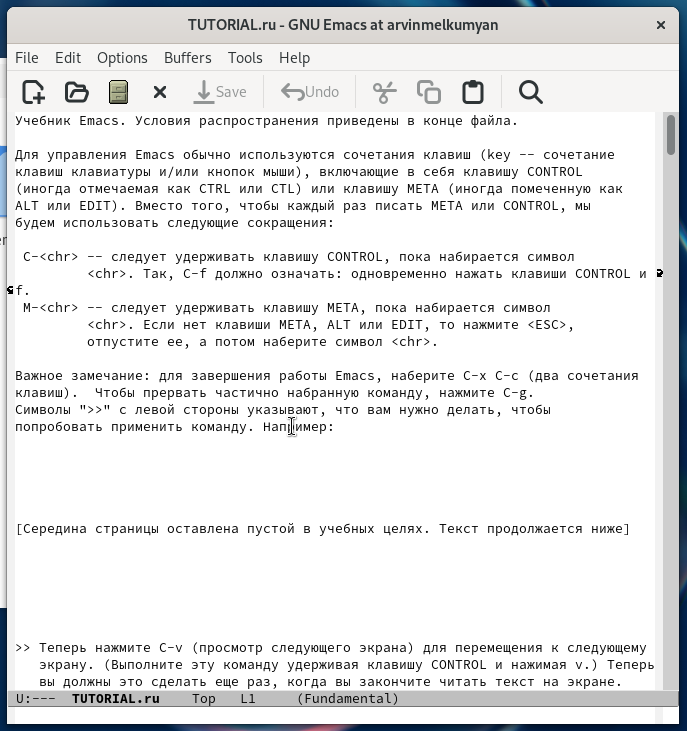 TUTORIAL.ru - GNU Emacs at arvinmelkumyan
File Edit Options Buffers Tools Help
Save Undo
Учебник Emacs. Условия распространения приведены в конце файла.
Для управления Emacs обычно используются сочетания клавиш (key -- сочетание
клавиш клавиатуры и/или кнопок мыши), включающие в себя клавишу CONTROL
(иногда отмечаемая как CTRL или CTL) или клавишу META (иногда помеченную как
ALT или EDIT). Вместо того, чтобы каждый раз писать META или CONTROL, мы
будем использовать следующие сокращения:
C-<chr> -- следует удерживать клавишу CONTROL, пока набирается символ
<chr>. Так, C-f должно означать: одновременно нажать клавиши CONTROL и
f.
M-<chr> -- следует удерживать клавишу META, пока набирается символ
<chr>. Если нет клавиши META, ALT или EDIT, то нажмите <ESC>,
отпустите ее, а потом наберите символ <chr>.
Важное замечание: для завершения работы Emacs, наберите C-x C-c (два сочетания
клавиш).  Чтобы прервать частично набранную команду, нажмите C-g.
Символы ">>" с левой стороны указывают, что вам нужно делать, чтобы
попробовать применить команду. Например:
[Середина страницы оставлена пустой в учебных целях. Текст продолжается ниже]
>> Теперь нажмите C-v (просмотр следующего экрана) для перемещения к следующему
экрану. (Выполните эту команду удерживая клавишу CONTROL и нажимая v.) Теперь
вы должны это сделать еще раз, когда вы закончите читать текст на экране.
U:--- TUTORIAL.ru Top L1 (Fundamental)